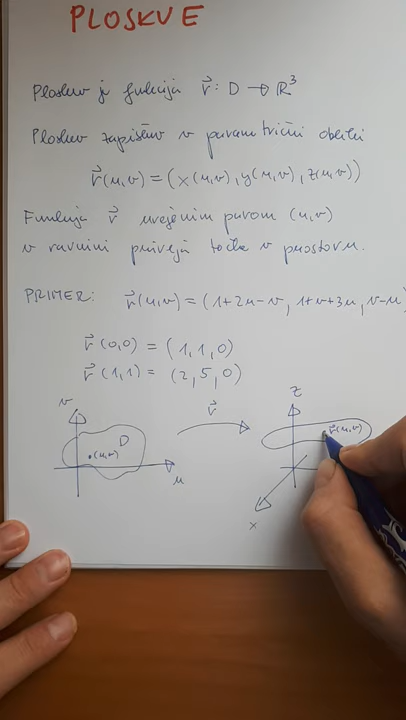 PLOSKVE
Ploskev je funkcija r⃗: D → ℝ³
Ploskev zapišemo v parametrični obliki
r⃗(u,v) = (x(u,v), y(u,v), z(u,v))
Funkcija r⃗ urejenim parom (u,v)
v ravnini priredi točke v prostoru.
PRIMER: r⃗(u,v) = (1+2u-v, 1+v+3u, v-u)
r⃗(0,0) = (1,1,0)
r⃗(1,1) = (2,5,0)
v
D
•(u,v)
u
r⃗
z
r⃗(u,v)
x